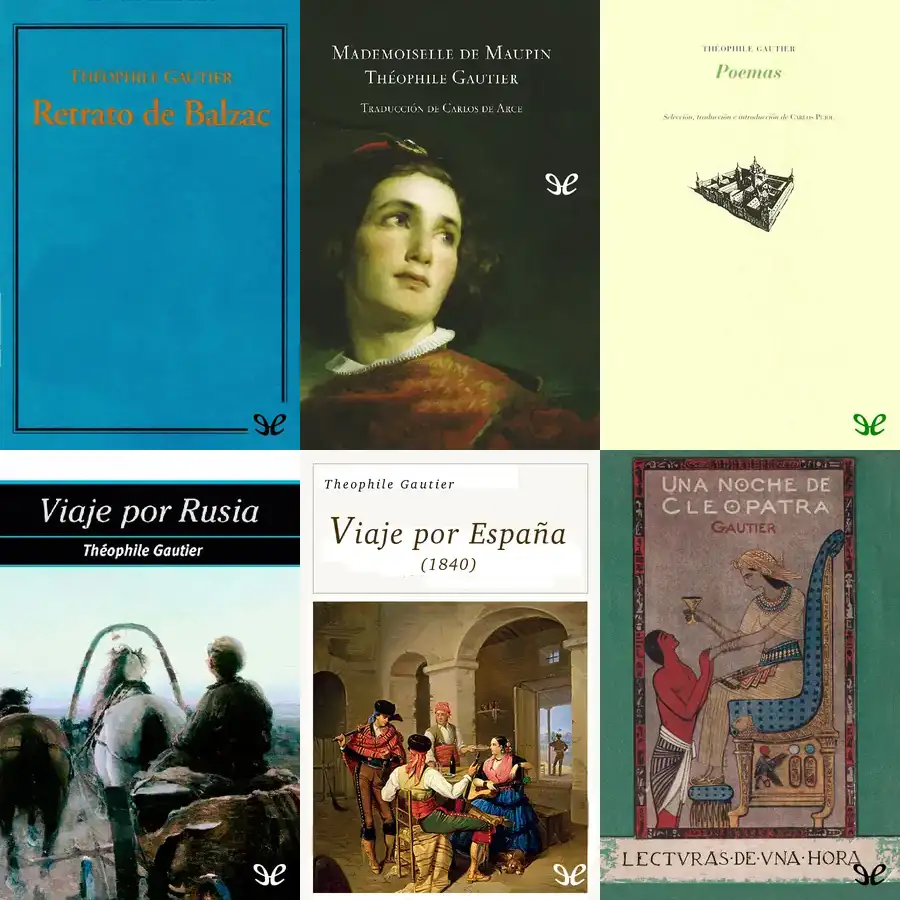 THÉOPHILE GAUTIER
Retrato de Balzac
MADEMOISELLE DE MAUPIN
THÉOPHILE GAUTIER
TRADUCCIÓN DE CARLOS DE ARCE
THÉOPHILE GAUTIER
Poemas
Selección, traducción e introducción de CARLOS PUJOL
Viaje por Rusia
Théophile Gautier
Theophile Gautier
Viaje por España
(1840)
UNA NOCHE DE
CLEOPATRA
GAUTIER
LECTVRAS·DE·VNA·HORA